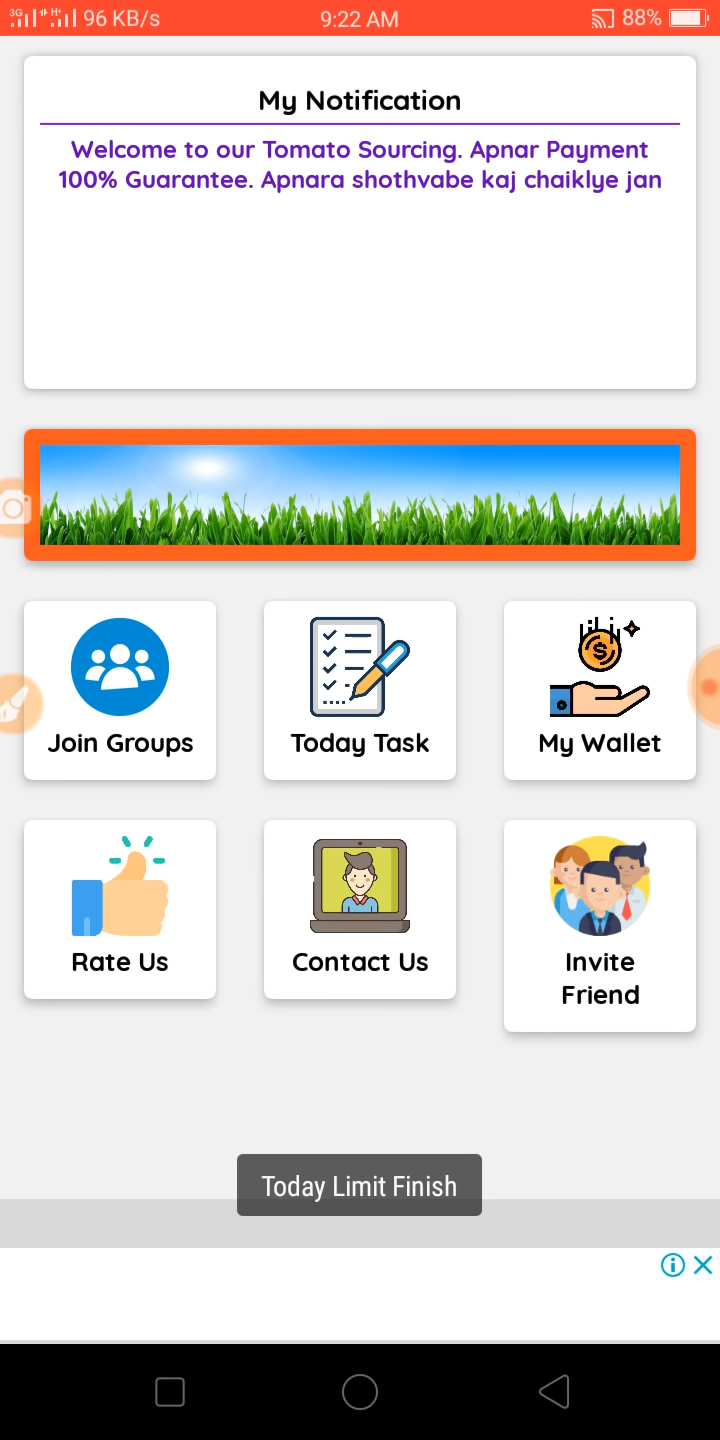 3G H+ 96 KB/s 9:22 AM 88%
My Notification
Welcome to our Tomato Sourcing. Apnar Payment
100% Guarantee. Apnara shothvabe kaj chaiklye jan
Join Groups Today Task My Wallet
Rate Us Contact Us Invite
Friend
Today Limit Finish